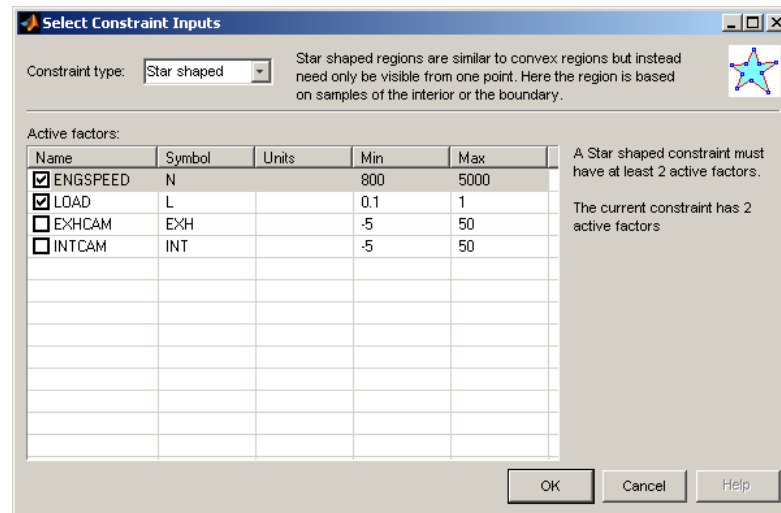 Select Constraint Inputs
Constraint type: Star shaped
Star shaped regions are similar to convex regions but instead
need only be visible from one point. Here the region is based
on samples of the interior or the boundary.
Active factors:
Name Symbol Units Min Max
ENGSPEED N 800 5000
LOAD L 0.1 1
EXHCAM EXH -5 50
INTCAM INT -5 50
A Star shaped constraint must
have at least 2 active factors.
The current constraint has 2
active factors
OK Cancel Help